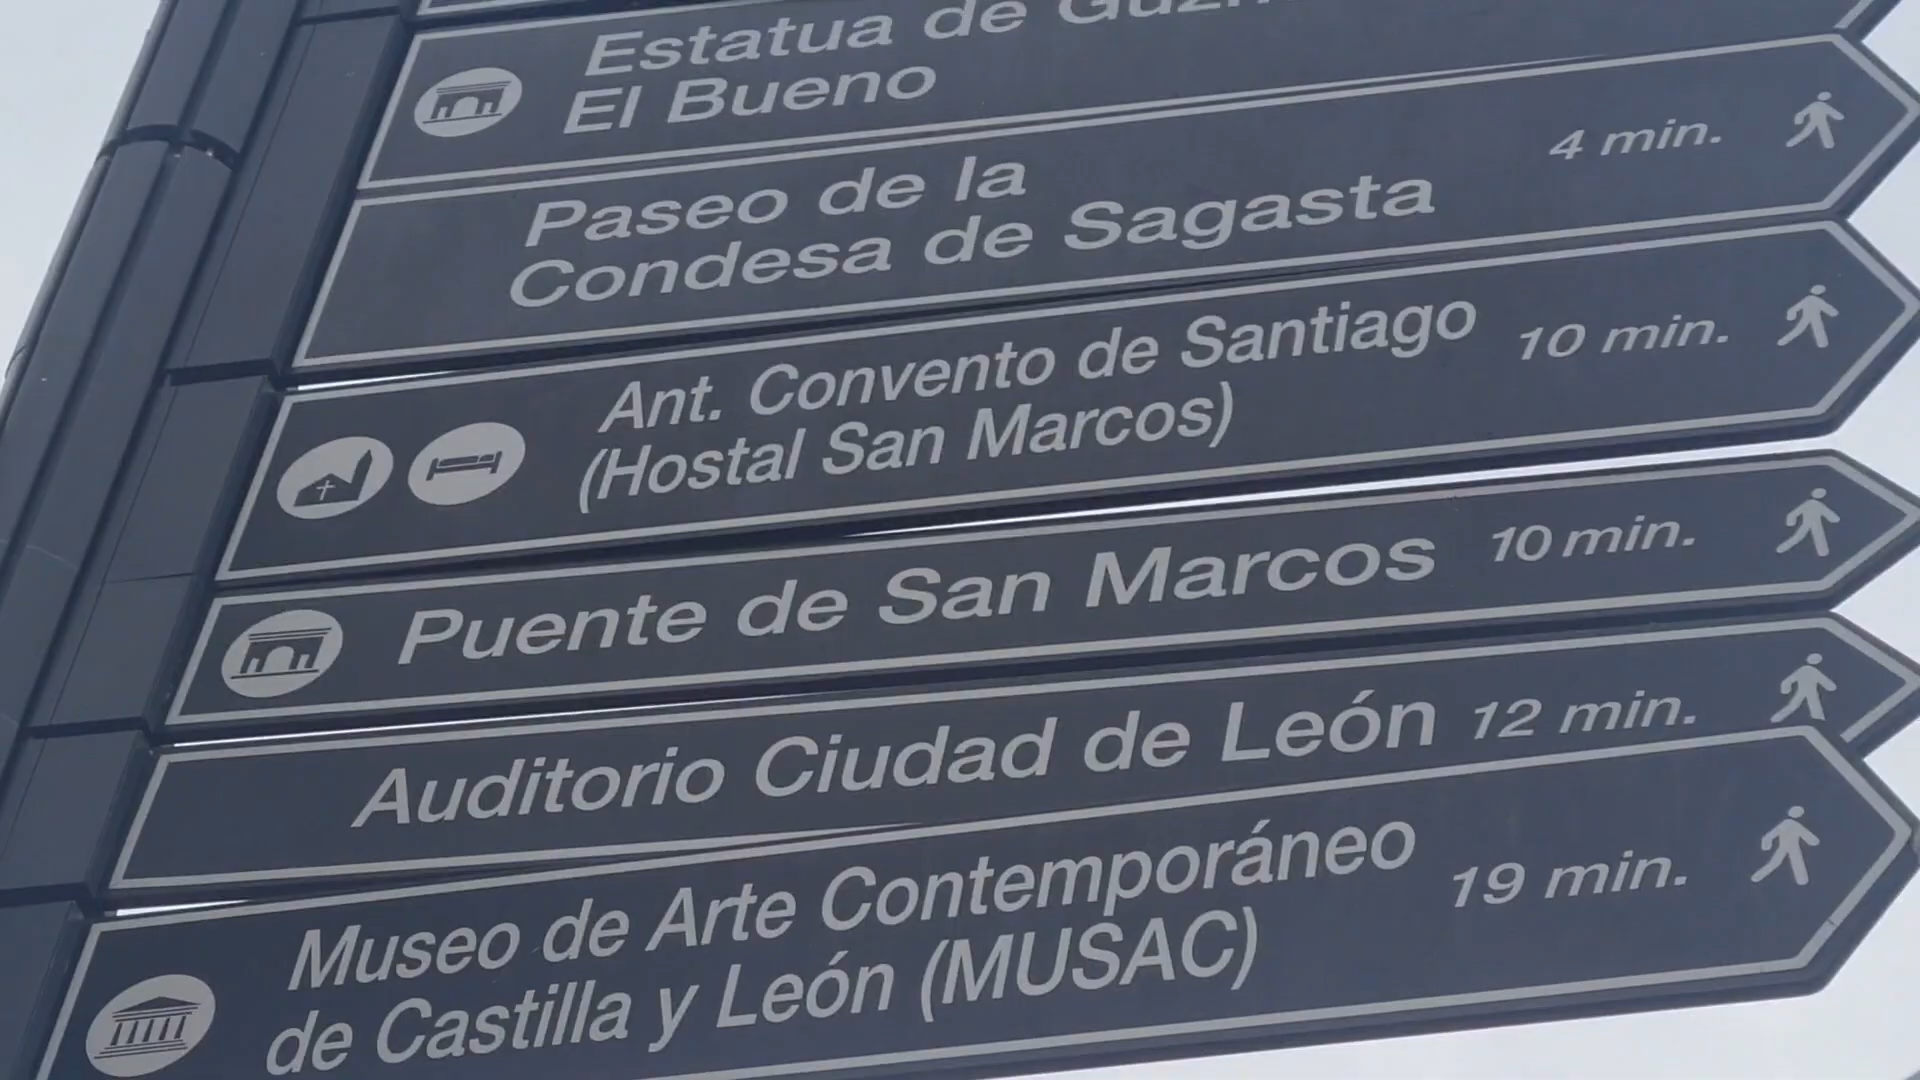 Estatua de
El Bueno
Paseo de la
Condesa de Sagasta
4 min.
Ant. Convento de Santiago
(Hostal San Marcos)
10 min.
Puente de San Marcos 10 min.
Auditorio Ciudad de León 12 min.
Museo de Arte Contemporáneo
de Castilla y León (MUSAC)
19 min.